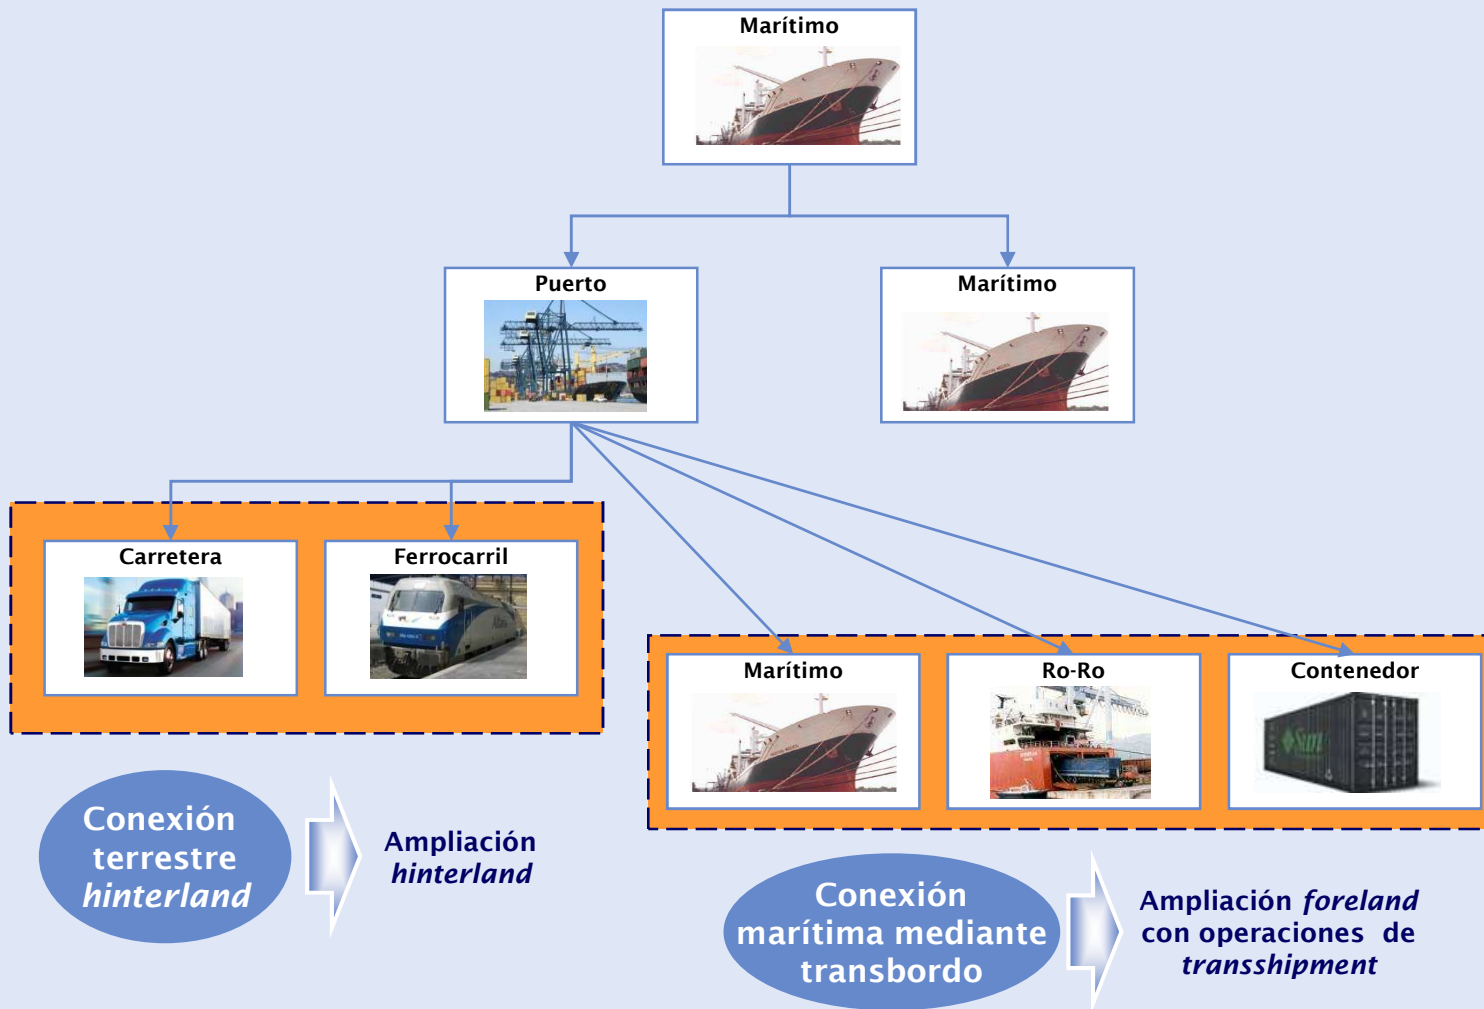 Marítimo
Puerto
Marítimo
Carretera
Ferrocarril
Marítimo
Ro-Ro
Contenedor
Sun
Conexión
terrestre
hinterland
Ampliación
hinterland
Conexión
marítima mediante
transbordo
Ampliación foreland
con operaciones de
transshipment